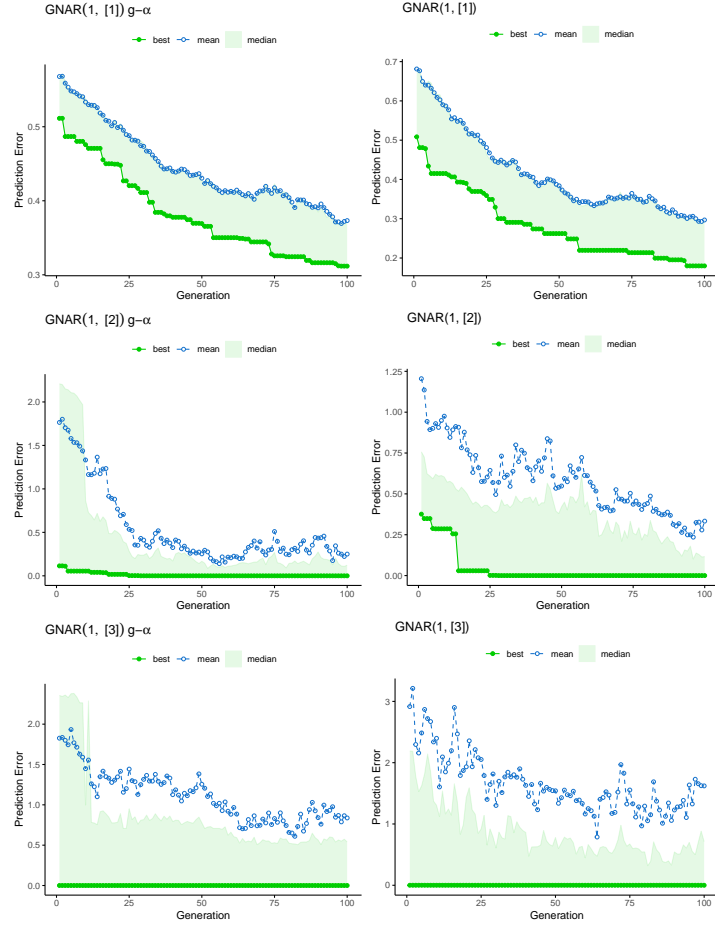 GNAR(1, [1]) g−α
GNAR(1, [1])
best mean median
best mean median
Prediction Error
0.5
0.4
0.3
0 25 50 75 100
Generation
Prediction Error
0.7
0.6
0.5
0.4
0.3
0.2
0 25 50 75 100
Generation
GNAR(1, [2]) g−α
GNAR(1, [2])
best mean median
best mean median
Prediction Error
2.0
1.5
1.0
0.5
0.0
0 25 50 75 100
Generation
Prediction Error
1.25
1.00
0.75
0.50
0.25
0.00
0 25 50 75 100
Generation
GNAR(1, [3]) g−α
GNAR(1, [3])
best mean median
best mean median
Prediction Error
2.0
1.5
1.0
0.5
0.0
0 25 50 75 100
Generation
Prediction Error
3
2
1
0
0 25 50 75 100
Generation